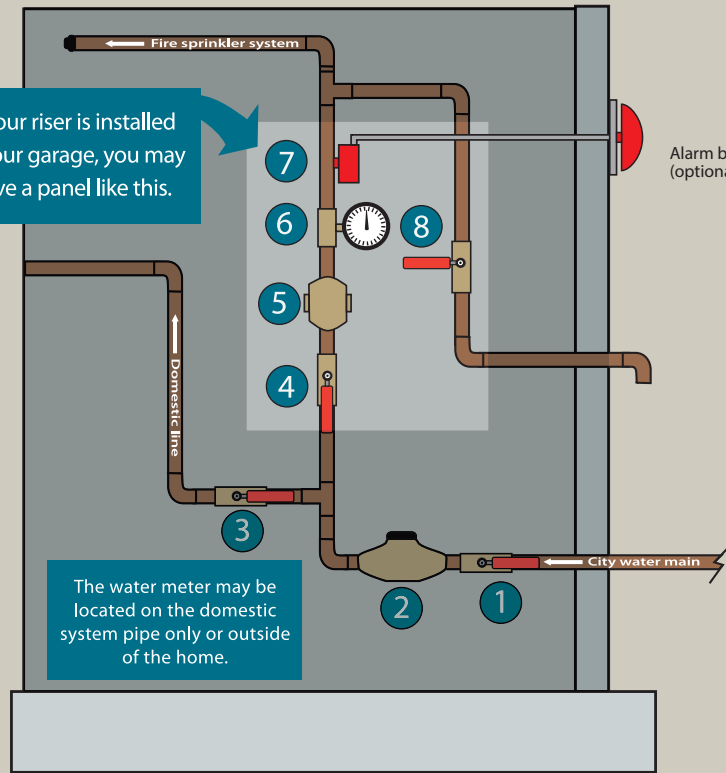 Fire sprinkler system
our riser is installed
our garage, you may
ve a panel like this.
7
6
8
5
4
Alarm b
(optiona
Domestic line
3
The water meter may be
located on the domestic
system pipe only or outside
of the home.
2
1
City water main